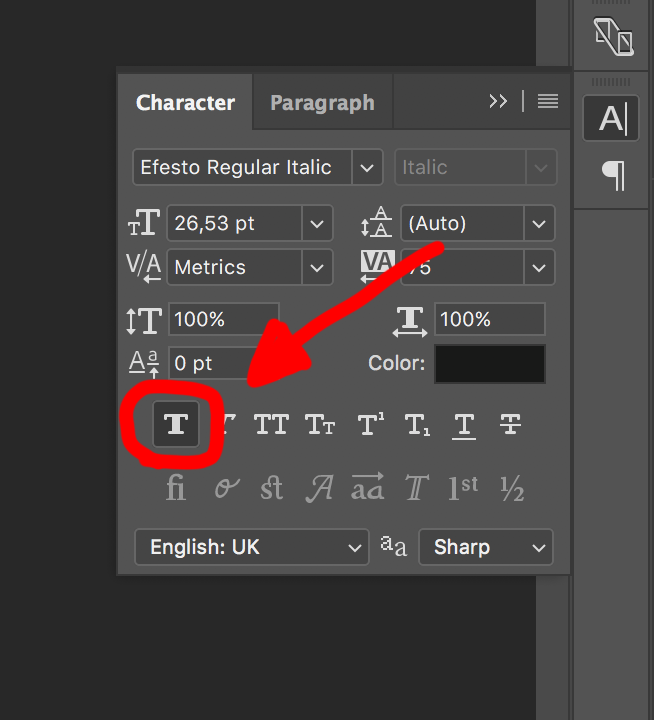 Character Paragraph
Efesto Regular Italic Italic
26,53 pt (Auto)
Metrics 75
100% 100%
0 pt Color:
T T TT Tt T¹ T₁ T T
fi st A aa T 1st ½
English: UK aa Sharp